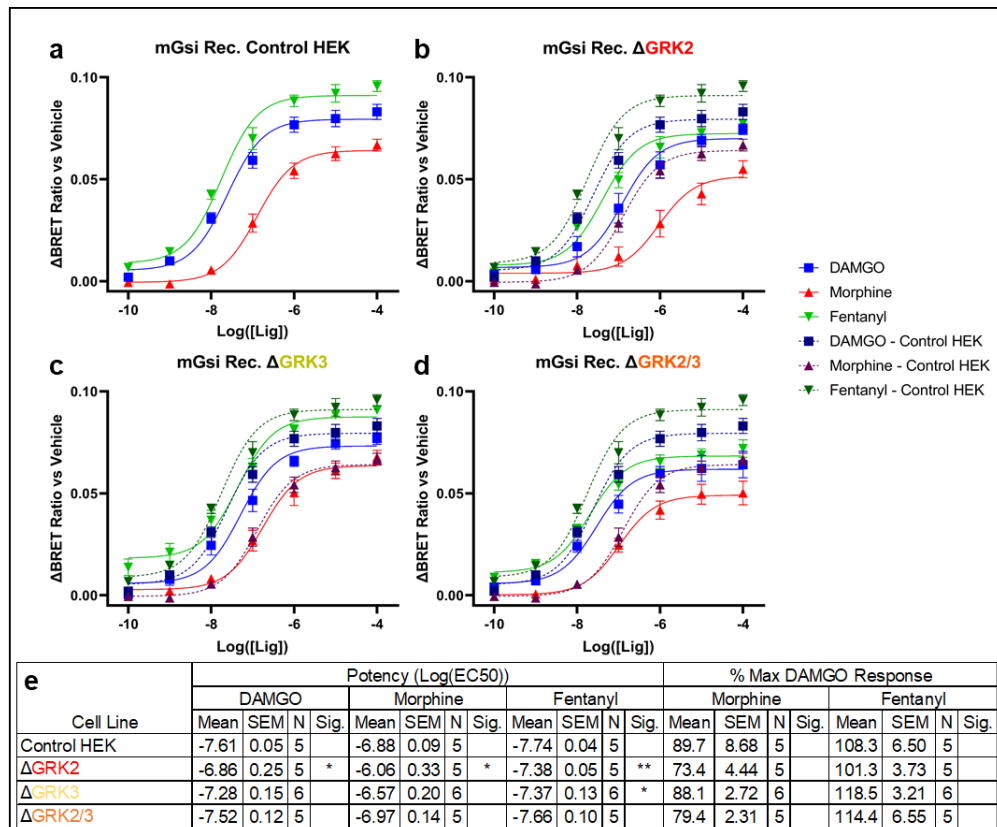 a mGsi Rec. Control HEK
ΔBRET Ratio vs Vehicle
0.10
0.05
0.00
-10 -8 -6 -4
Log([Lig])
b mGsi Rec. ΔGRK2
ΔBRET Ratio vs Vehicle
0.10
0.05
0.00
-10 -8 -6 -4
Log([Lig])
DAMGO
Morphine
Fentanyl
DAMGO - Control HEK
Morphine - Control HEK
Fentanyl - Control HEK
c mGsi Rec. ΔGRK3
ΔBRET Ratio vs Vehicle
0.10
0.05
0.00
-10 -8 -6 -4
Log([Lig])
d mGsi Rec. ΔGRK2/3
ΔBRET Ratio vs Vehicle
0.10
0.05
0.00
-10 -8 -6 -4
Log([Lig])
e Potency (Log(EC50)) % Max DAMGO Response
DAMGO Morphine Fentanyl Morphine Fentanyl
Cell Line Mean SEM N Sig. Mean SEM N Sig. Mean SEM N Sig. Mean SEM N Sig. Mean SEM N Sig.
Control HEK -7.61 0.05 5 -6.88 0.09 5 -7.74 0.04 5 89.7 8.68 5 108.3 6.50 5
ΔGRK2 -6.86 0.25 5 * -6.06 0.33 5 * -7.38 0.05 5 ** 73.4 4.44 5 101.3 3.73 5
ΔGRK3 -7.28 0.15 6 -6.57 0.20 6 -7.37 0.13 6 * 88.1 2.72 6 118.5 3.21 6
ΔGRK2/3 -7.52 0.12 5 -6.97 0.14 5 -7.66 0.10 5 79.4 2.31 5 114.4 6.55 5